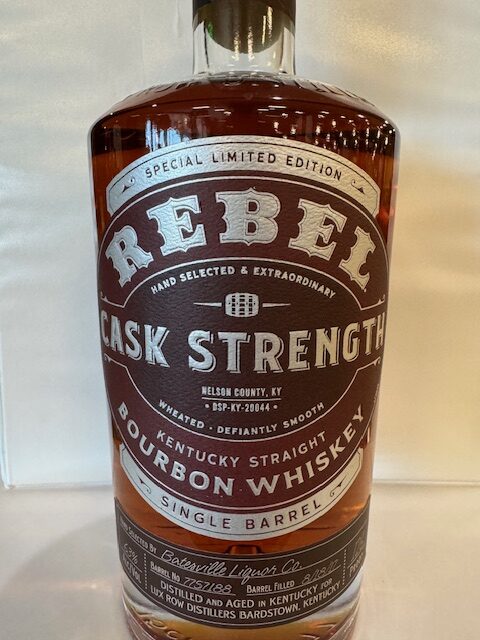 SPECIAL LIMITED EDITION
REBEL
HAND SELECTED & EXTRAORDINARY
CASK STRENGTH
NELSON COUNTY, KY
• DSP-KY-20044 •
WHEATED • DEFIANTLY SMOOTH
KENTUCKY STRAIGHT
BOURBON WHISKEY
SINGLE BARREL
SELECTED BY Batesville Liquor Co.
BARREL NO 7757188 BARREL FILLED
DISTILLED AND AGED IN KENTUCKY FOR
LUX ROW DISTILLERS BARDSTOWN, KENTUCKY